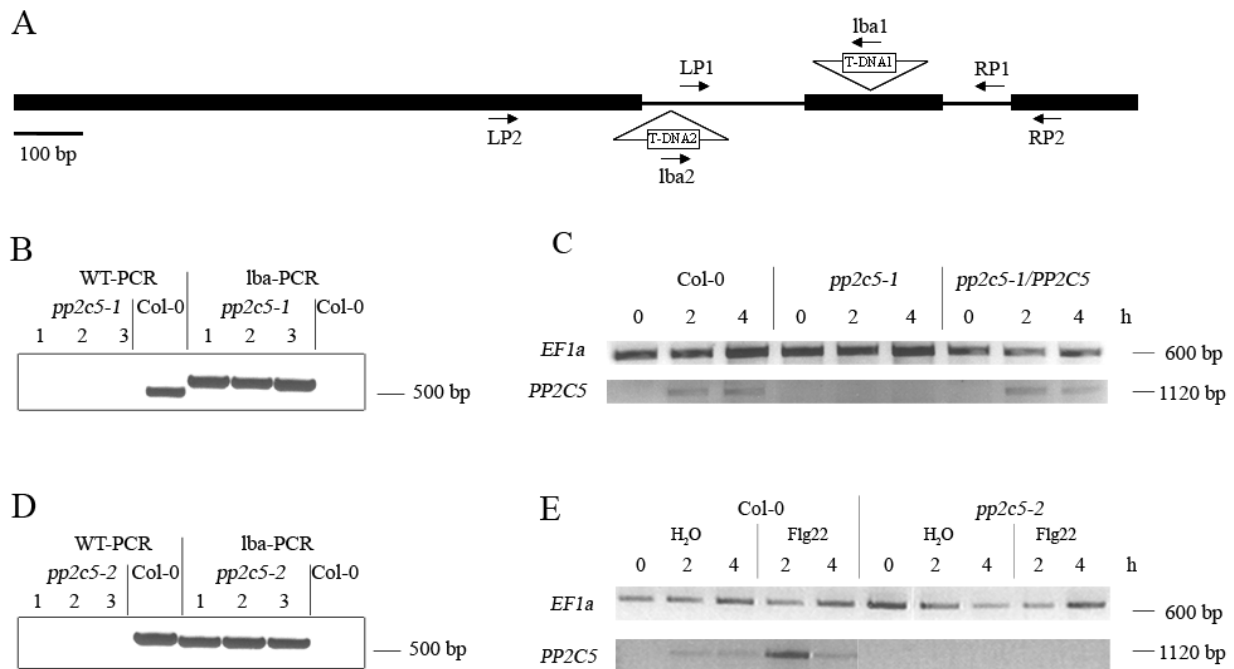 A
lba1
T-DNA1
LP1
RP1
LP2
T-DNA2
RP2
100 bp
lba2
B
WT-PCR lba-PCR
pp2c5-1 Col-0 pp2c5-1 Col-0
1 2 3 1 2 3
500 bp
C
Col-0 pp2c5-1 pp2c5-1/PP2C5
0 2 4 0 2 4 0 2 4 h
EF1a 600 bp
PP2C5 1120 bp
D
WT-PCR lba-PCR
pp2c5-2 Col-0 pp2c5-2 Col-0
1 2 3 1 2 3
500 bp
E
Col-0 pp2c5-2
H₂O Flg22 H₂O Flg22
0 2 4 2 4 0 2 4 2 4 h
EF1a 600 bp
PP2C5 1120 bp